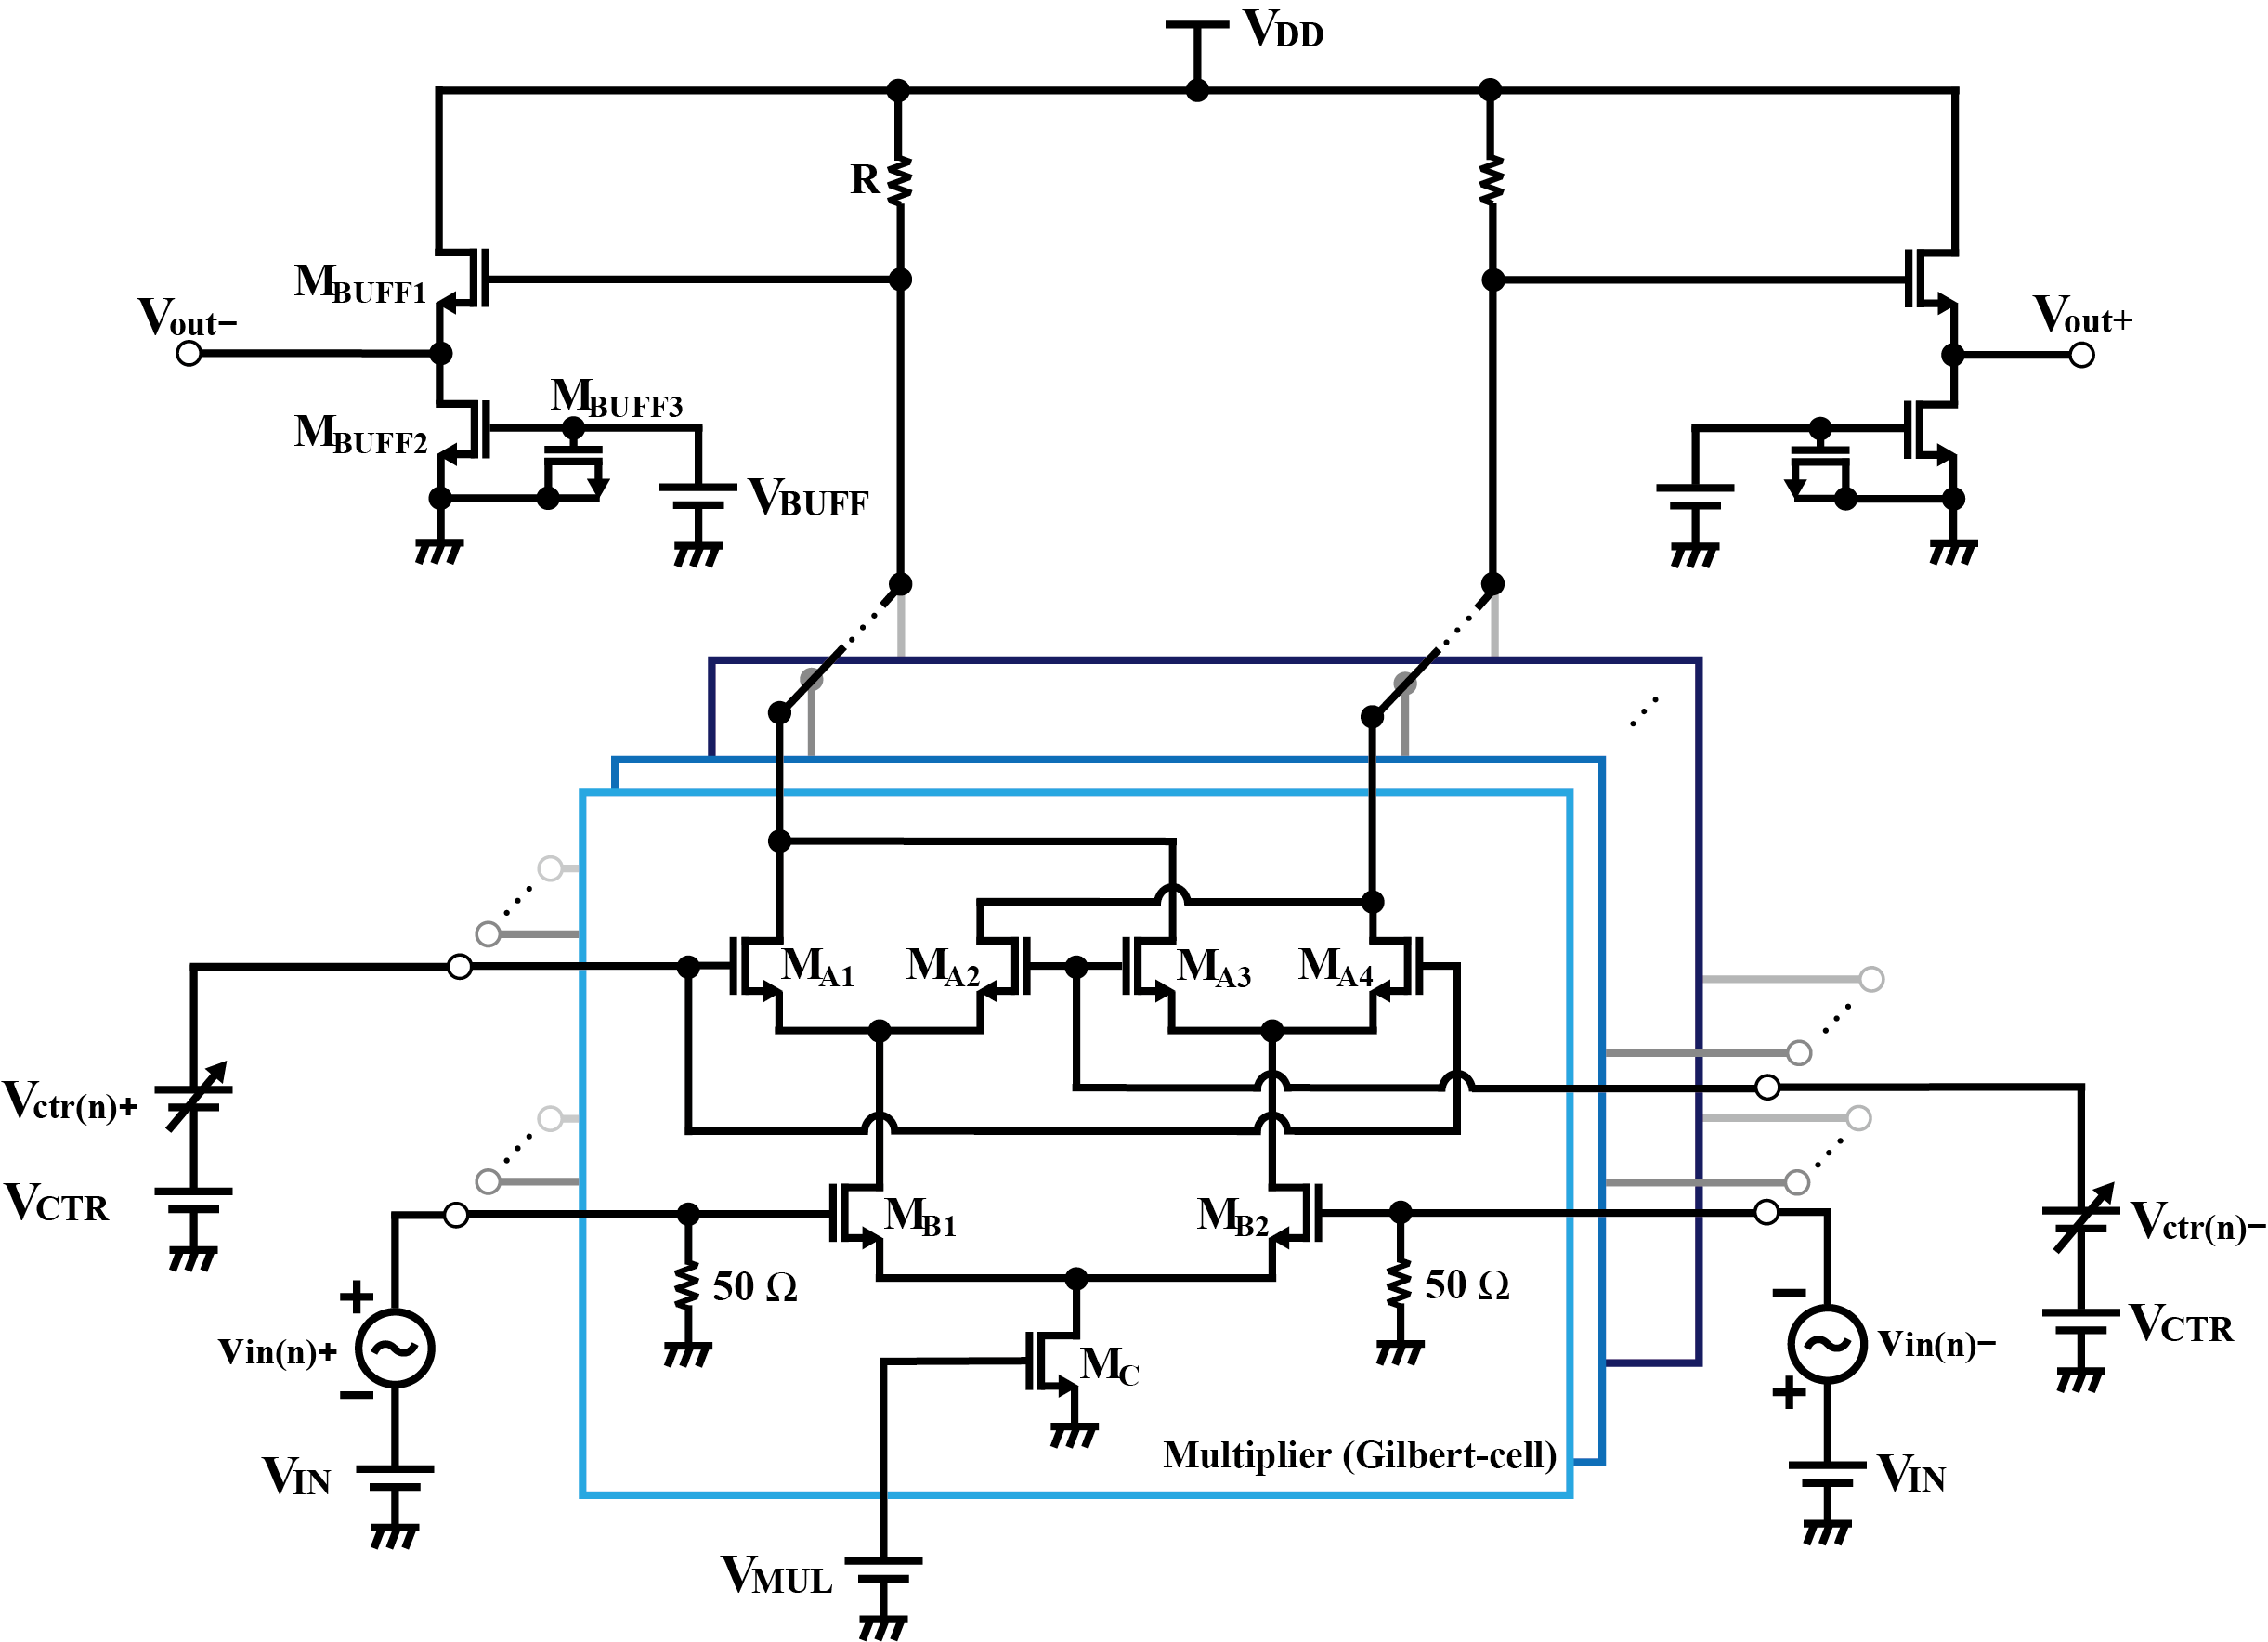 VDD
R
MBUFF1
Vout−
Vout+
MBUFF3
MBUFF2
VBUFF
MA1
MA2
MA3
MA4
Vctr(n)+
VCTR
MB1
MB2
Vctr(n)−
50 Ω
50 Ω
+
−
vin(n)+
vin(n)−
VCTR
MC
−
+
Multiplier (Gilbert-cell)
VIN
VIN
VMUL